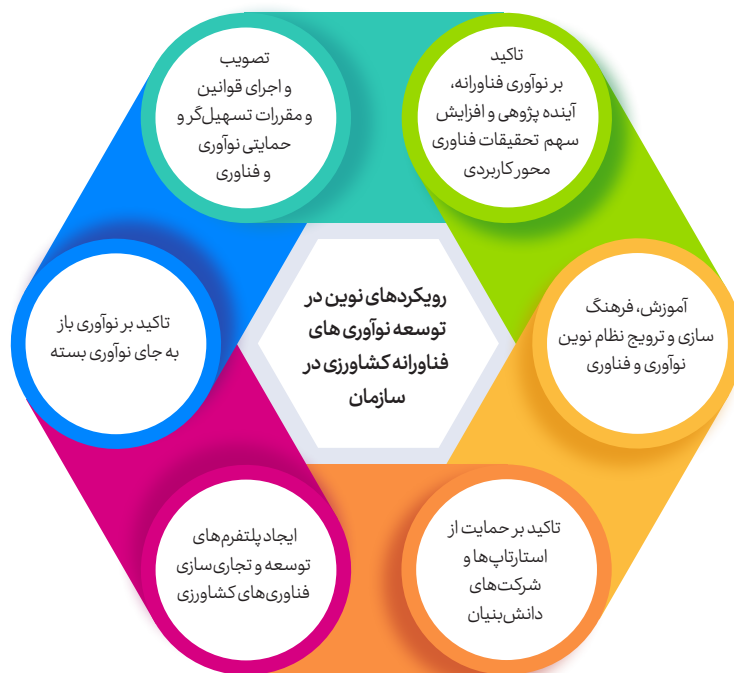 رویکردهای نوین در
توسعه نوآوری های
فناورانه کشاورزی در
سازمان
تاکید
بر نوآوری فناورانه،
آینده پژوهی و افزایش
سهم تحقیقات فناوری
محور کاربردی
آموزش، فرهنگ
سازی و ترویج نظام نوین
نوآوری و فناوری
تاکید بر حمایت از
استارتاپ‌ها و
شرکت‌های
دانش‌بنیان
ایجاد پلتفرم‌های
توسعه و تجاری‌سازی
فناوری‌های کشاورزی
تاکید بر نوآوری باز
به جای نوآوری بسته
تصویب
و اجرای قوانین
و مقررات تسهیل‌گر و
حمایتی نوآوری
و فناوری